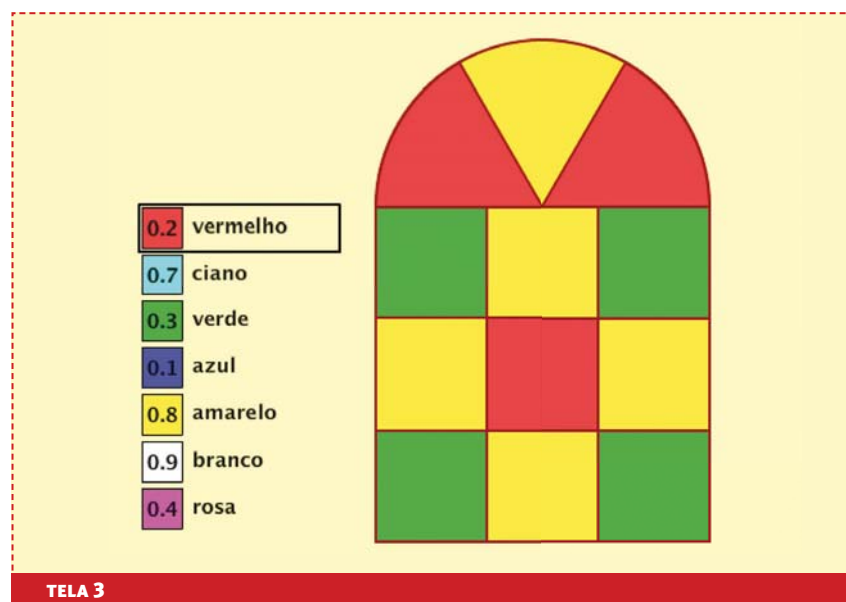 0.2 vermelho
0.7 ciano
0.3 verde
0.1 azul
0.8 amarelo
0.9 branco
0.4 rosa
TELA 3